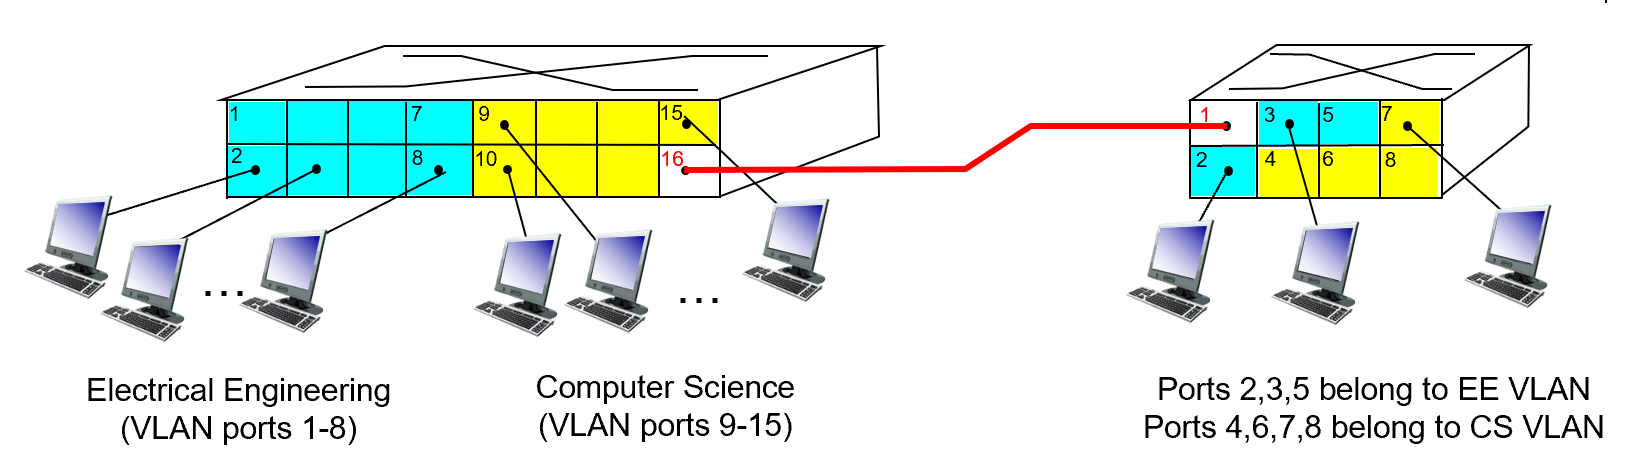 1 7 9 15
2 8 10 16
1 3 5 7
2 4 6 8
... ...
Electrical Engineering
(VLAN ports 1-8)
Computer Science
(VLAN ports 9-15)
Ports 2,3,5 belong to EE VLAN
Ports 4,6,7,8 belong to CS VLAN